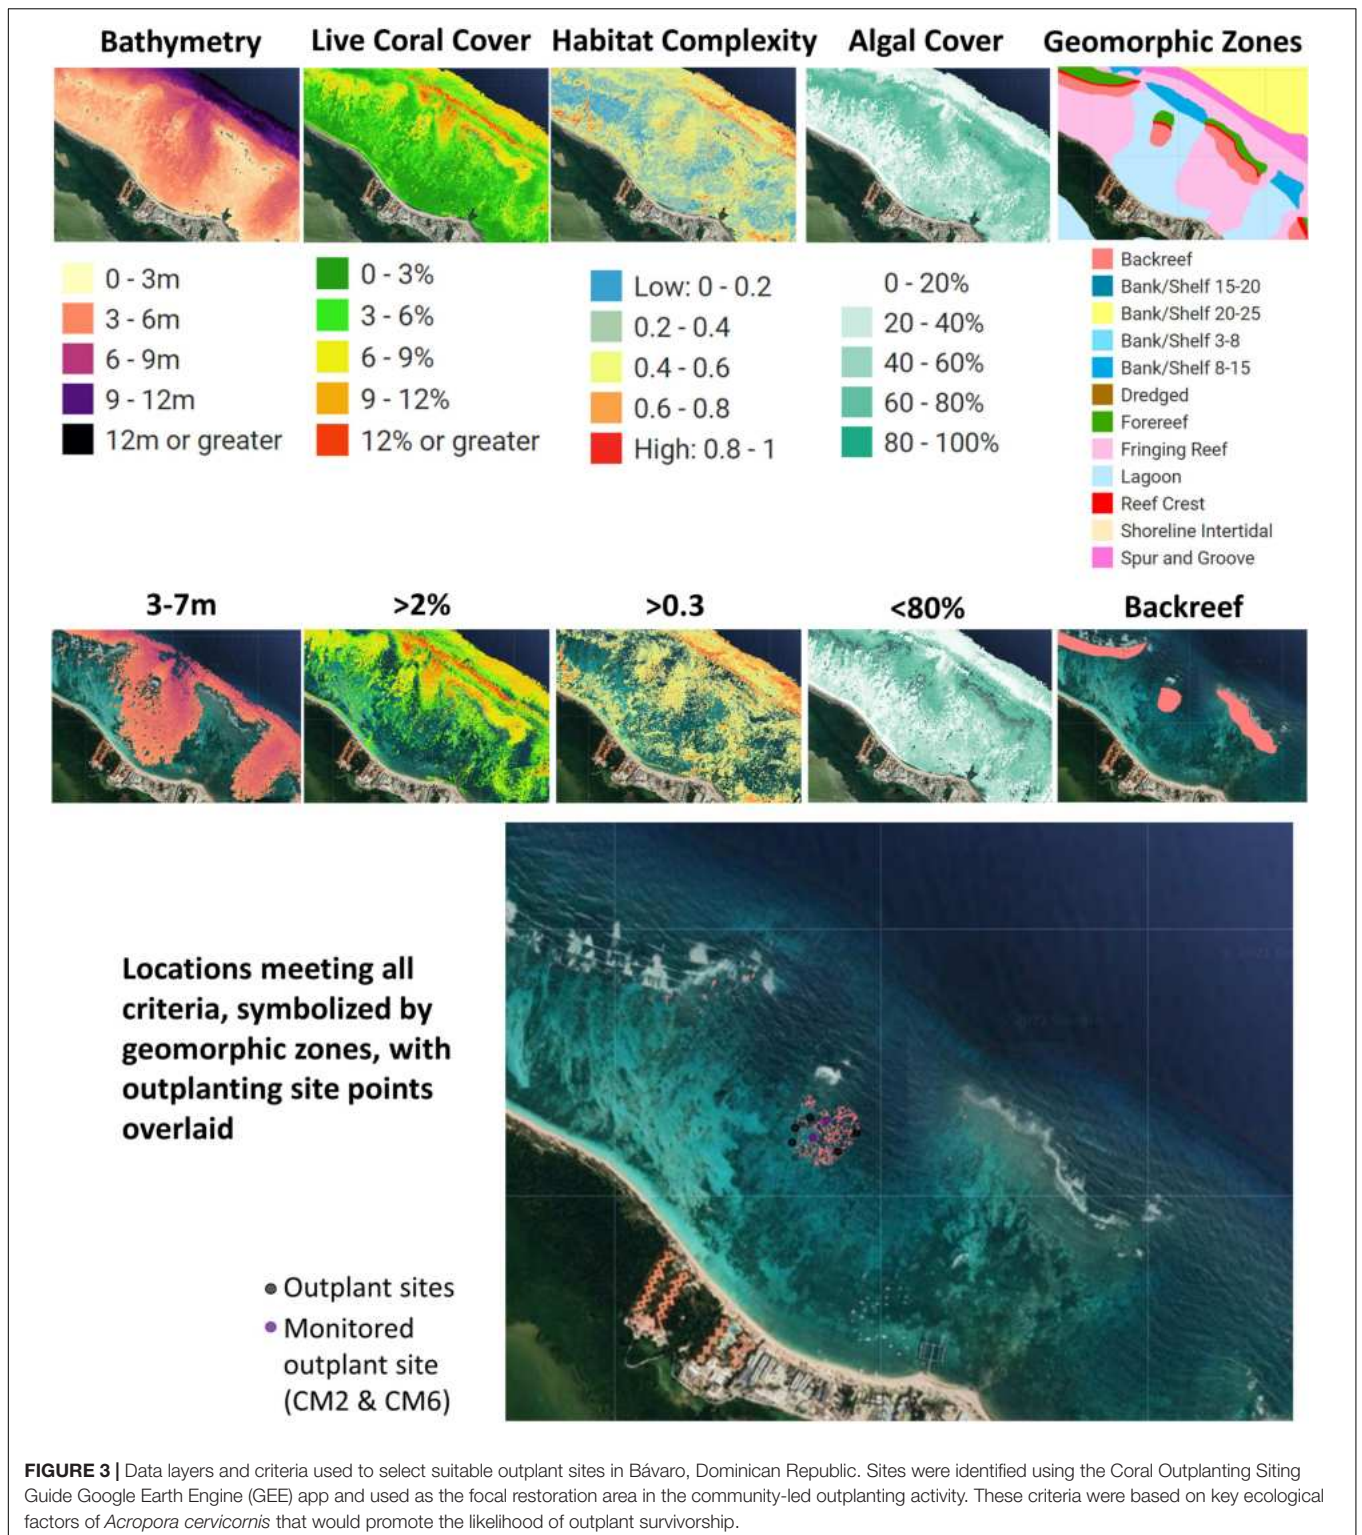 Bathymetry Live Coral Cover Habitat Complexity Algal Cover Geomorphic Zones
0 - 3m
3 - 6m
6 - 9m
9 - 12m
12m or greater
0 - 3%
3 - 6%
6 - 9%
9 - 12%
12% or greater
Low: 0 - 0.2
0.2 - 0.4
0.4 - 0.6
0.6 - 0.8
High: 0.8 - 1
0 - 20%
20 - 40%
40 - 60%
60 - 80%
80 - 100%
Backreef
Bank/Shelf 15-20
Bank/Shelf 20-25
Bank/Shelf 3-8
Bank/Shelf 8-15
Dredged
Forereef
Fringing Reef
Lagoon
Reef Crest
Shoreline Intertidal
Spur and Groove
3-7m >2% >0.3 <80% Backreef
Locations meeting all
criteria, symbolized by
geomorphic zones, with
outplanting site points
overlaid
Outplant sites
Monitored
outplant site
(CM2 & CM6)
FIGURE 3 | Data layers and criteria used to select suitable outplant sites in Bávaro, Dominican Republic. Sites were identified using the Coral Outplanting Siting
Guide Google Earth Engine (GEE) app and used as the focal restoration area in the community-led outplanting activity. These criteria were based on key ecological
factors of Acropora cervicornis that would promote the likelihood of outplant survivorship.